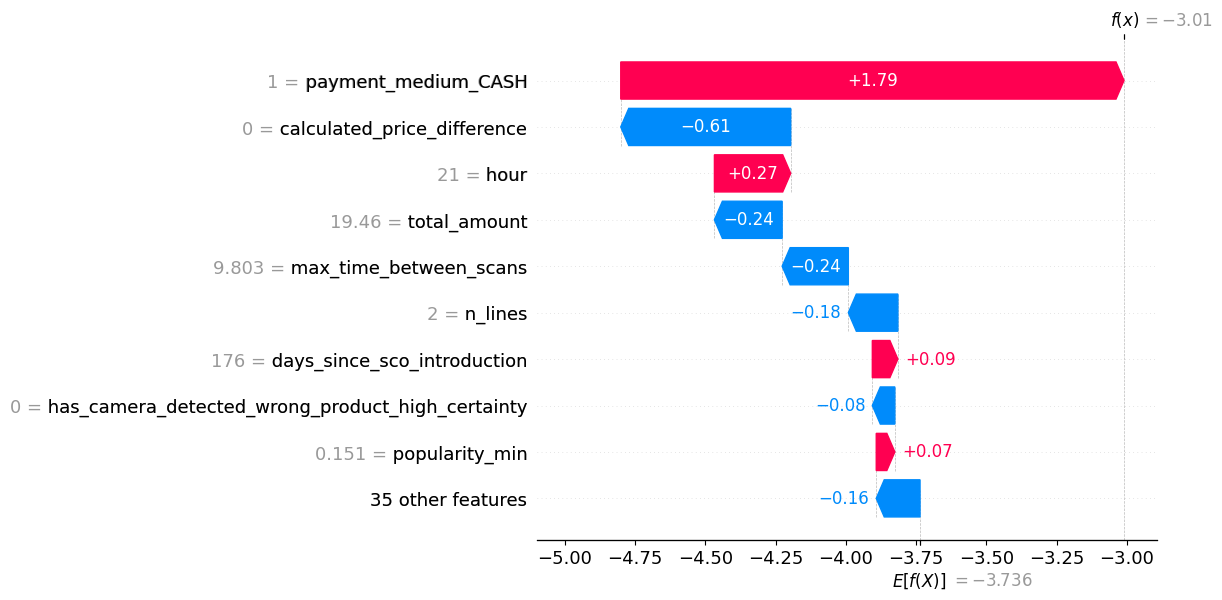 f(x) = −3.01
1 = payment_medium_CASH +1.79
0 = calculated_price_difference −0.61
21 = hour +0.27
19.46 = total_amount −0.24
9.803 = max_time_between_scans −0.24
2 = n_lines −0.18
176 = days_since_sco_introduction +0.09
0 = has_camera_detected_wrong_product_high_certainty −0.08
0.151 = popularity_min +0.07
35 other features −0.16
−5.00 −4.75 −4.50 −4.25 −4.00 −3.75 −3.50 −3.25 −3.00
E[f(X)] = −3.736